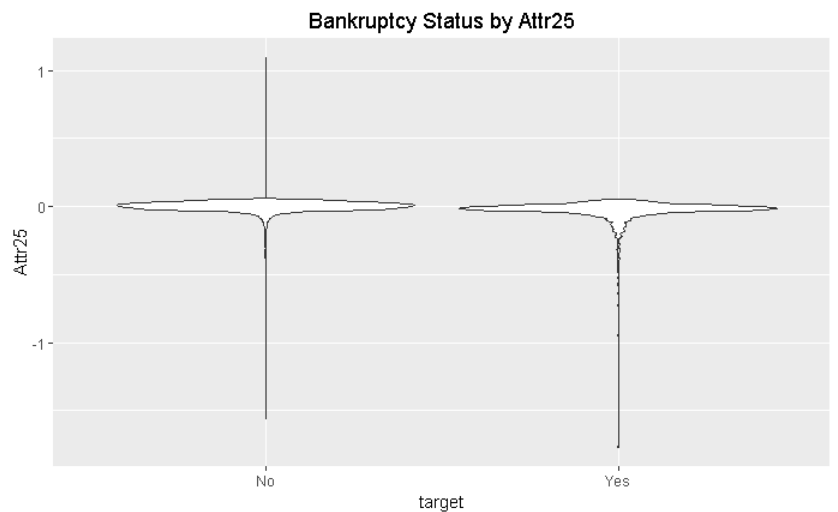 Bankruptcy Status by Attr25
1
0
-1
Attr25
No
Yes
target